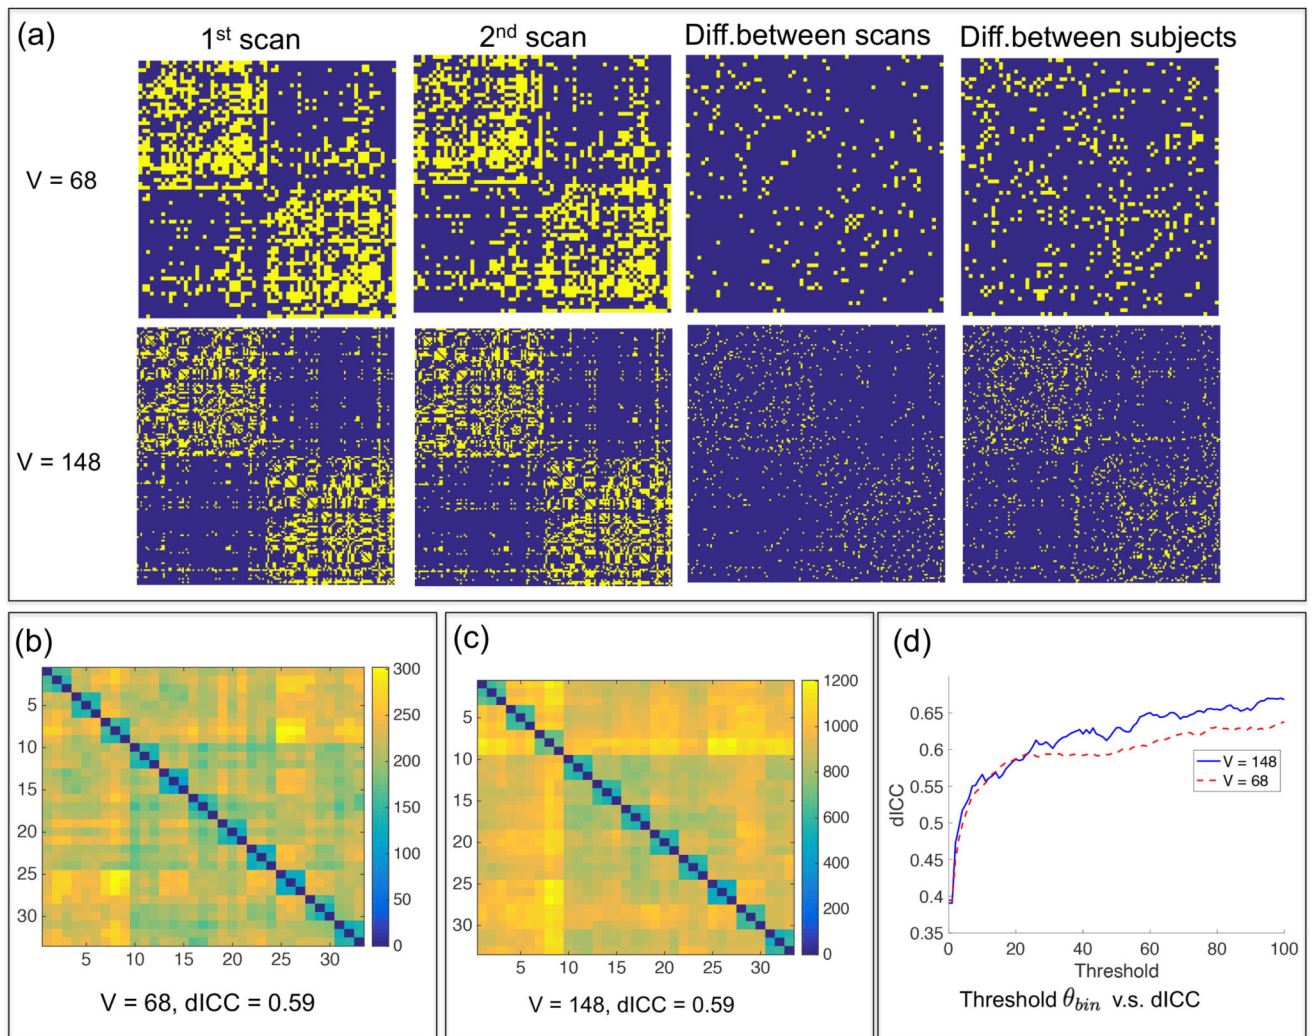 (a)
1st scan
2nd scan
Diff.between scans
Diff.between subjects
V = 68
V = 148
(b)
5
10
15
20
25
30
5 10 15 20 25 30
300
250
200
150
100
50
0
V = 68, dICC = 0.59
(c)
5
10
15
20
25
30
5 10 15 20 25 30
1200
1000
800
600
400
200
0
V = 148, dICC = 0.59
(d)
dICC
0.65
0.6
0.55
0.5
0.45
0.4
0.35
V = 148
V = 68
0 20 40 60 80 100
Threshold
Threshold θbin v.s. dICC